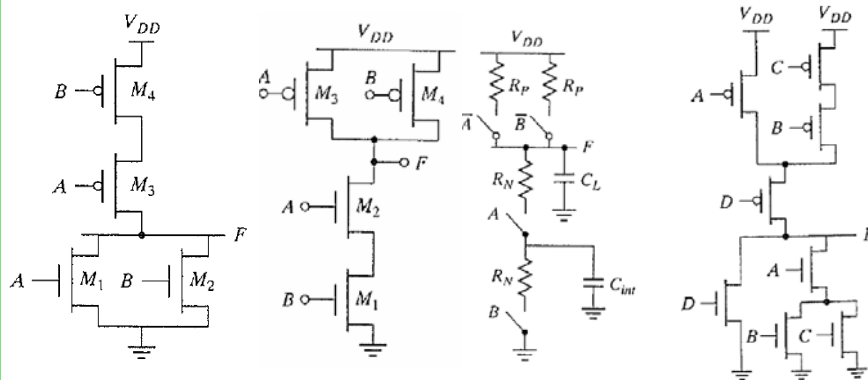 V_DD
B
M_4
A
M_3
F
A
M_1
B
M_2
V_DD
A
M_3
B
M_4
F
A
M_2
B
M_1
V_DD
R_P
R_P
A̅
B̅
F
R_N
C_L
A
R_N
C_int
B
V_DD
V_DD
C
A
B
D
A
D
B
C